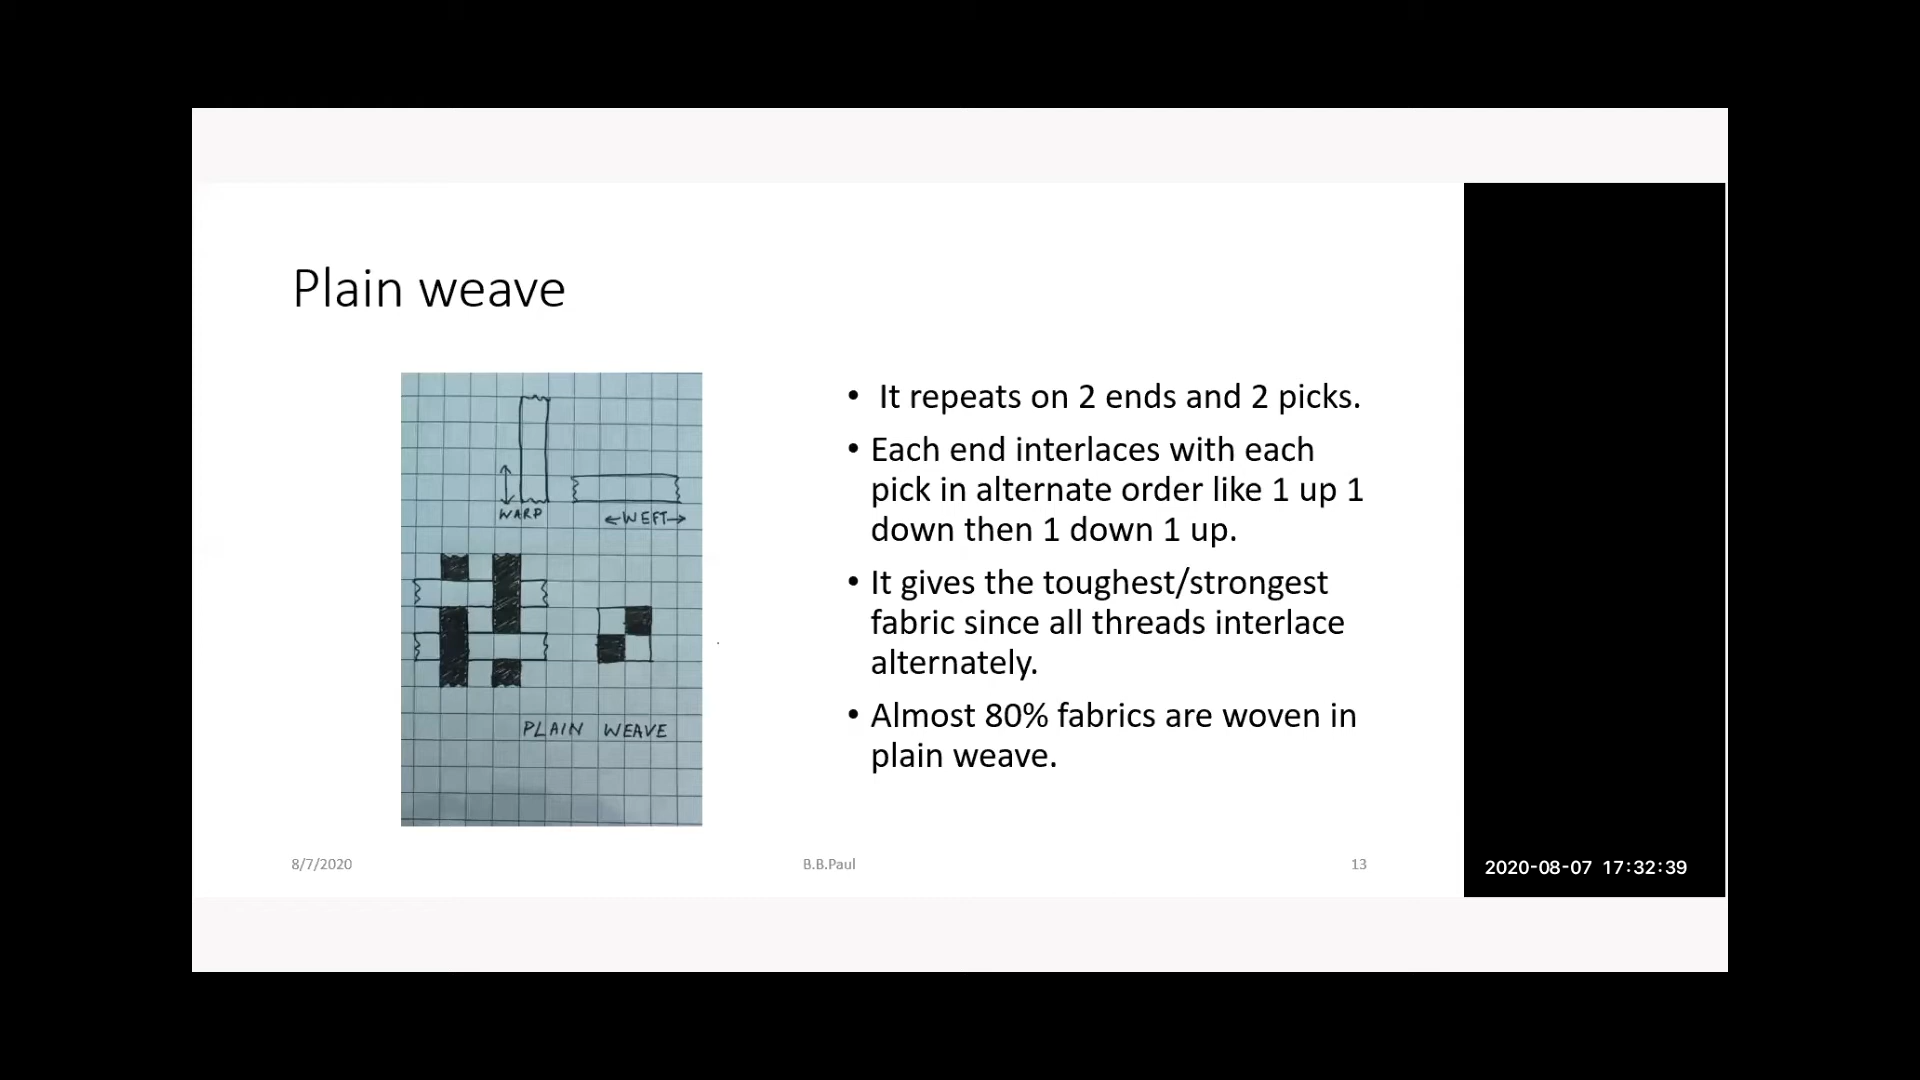 Plain weave
WARP
←WEFT→
PLAIN WEAVE
• It repeats on 2 ends and 2 picks.
• Each end interlaces with each
pick in alternate order like 1 up 1
down then 1 down 1 up.
• It gives the toughest/strongest
fabric since all threads interlace
alternately.
• Almost 80% fabrics are woven in
plain weave.
8/7/2020
B.B.Paul
13
2020-08-07 17:32:39